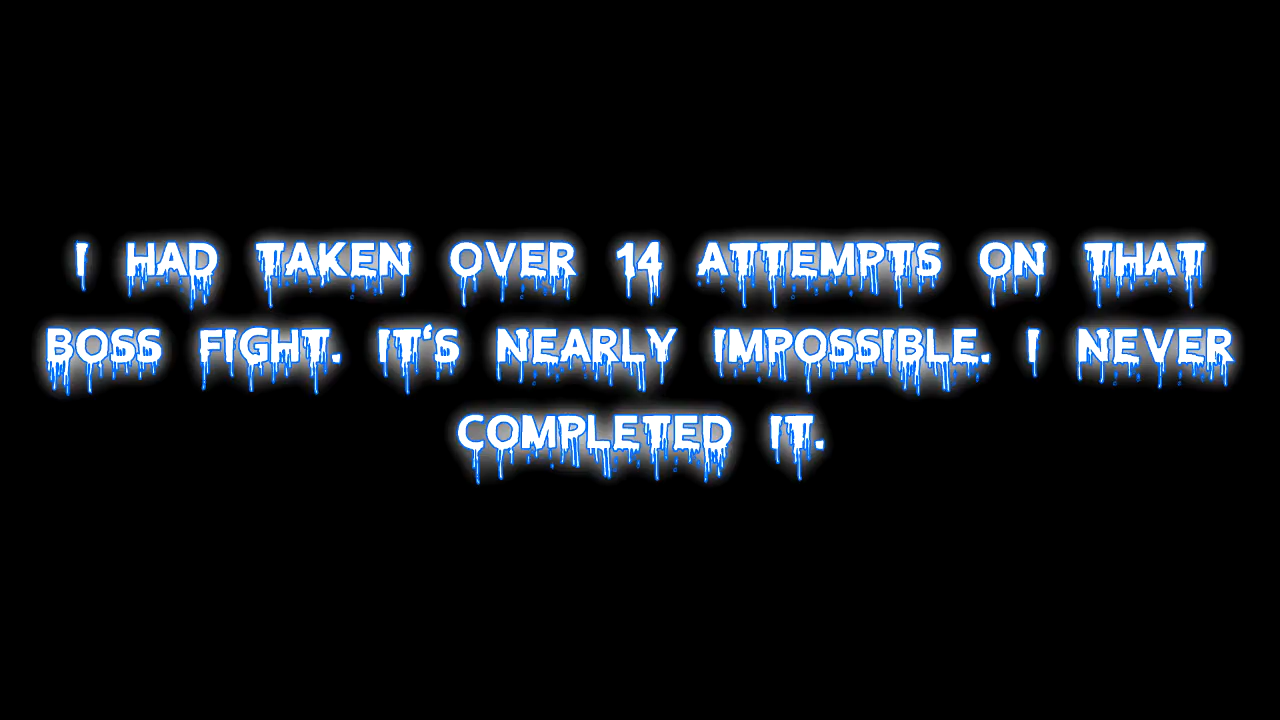 I HAD TAKEN OVER 14 ATTEMPTS ON THAT
BOSS FIGHT. IT‘S NEARLY IMPOSSIBLE. I NEVER
COMPLETED IT.